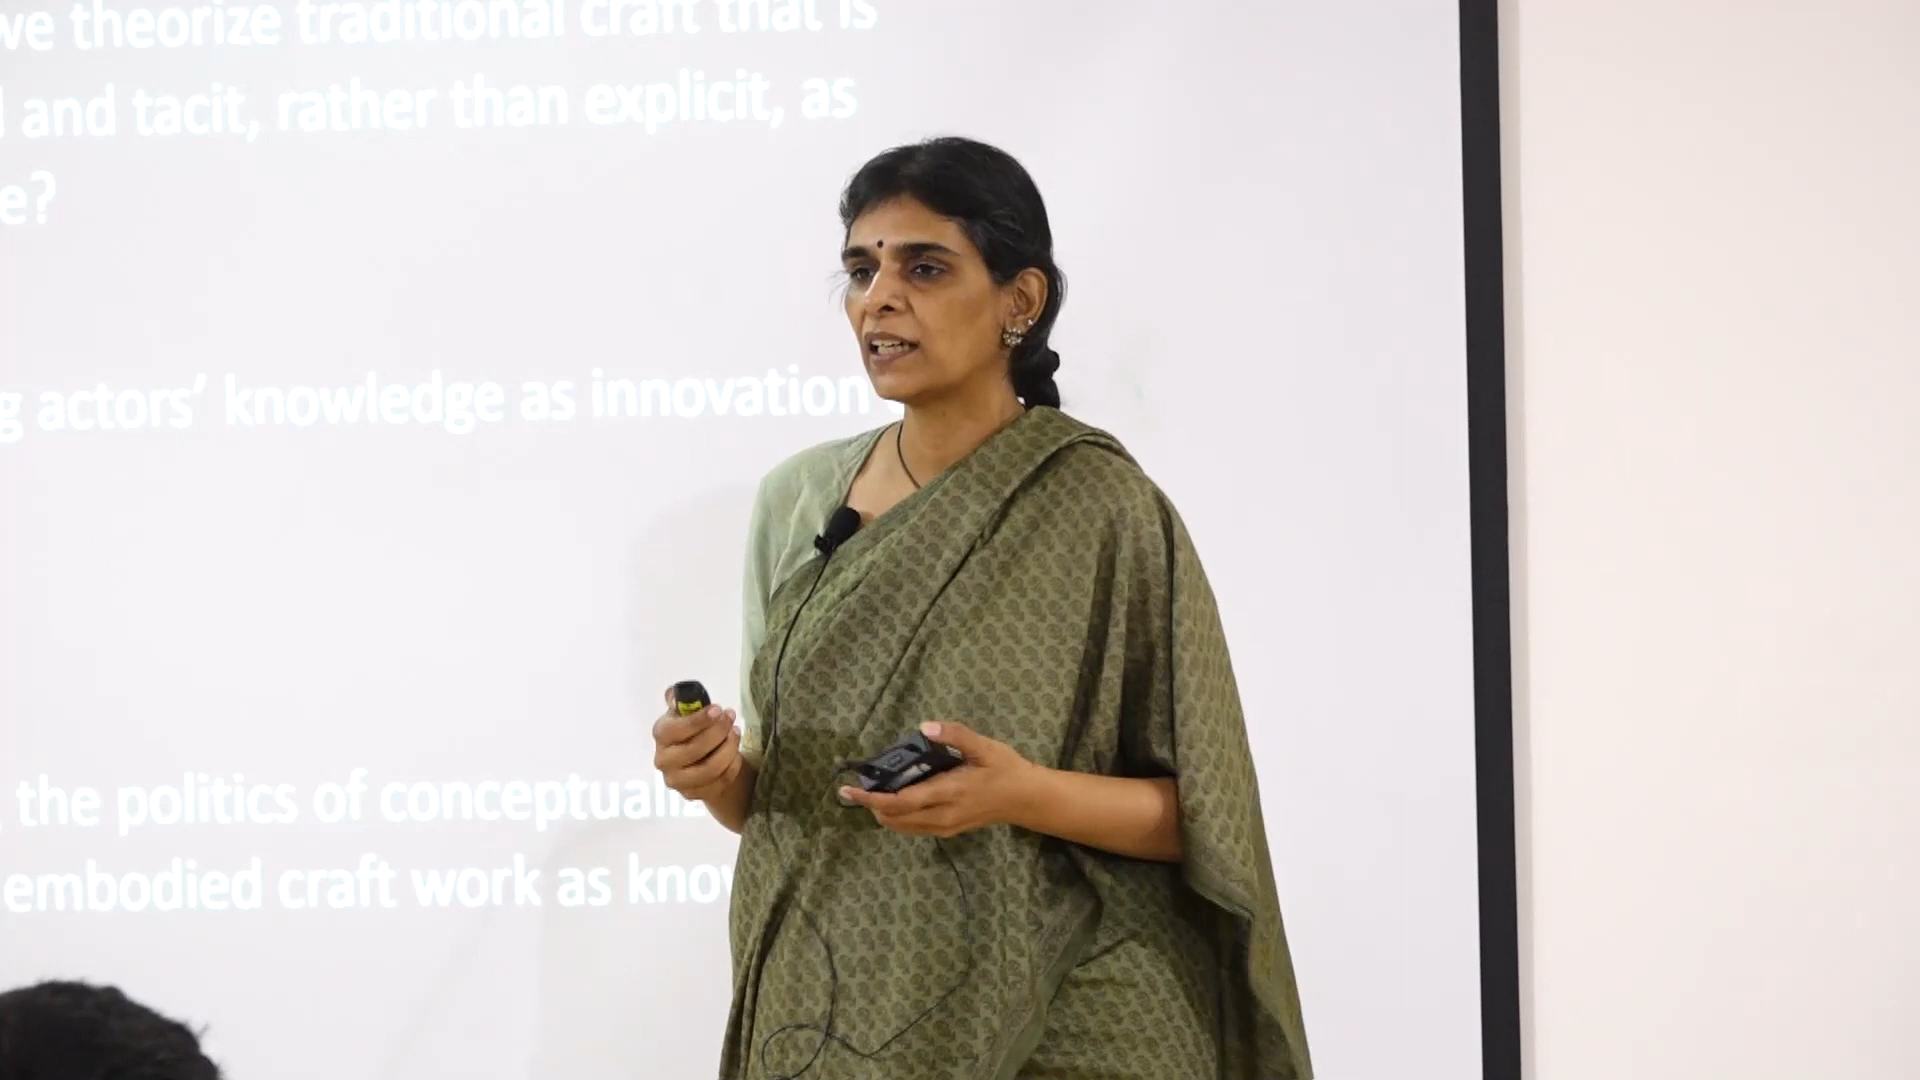 we theorize traditional craft that is
and tacit, rather than explicit, as
e?
g actors’ knowledge as innovation
the politics of conceptualiz
embodied craft work as know